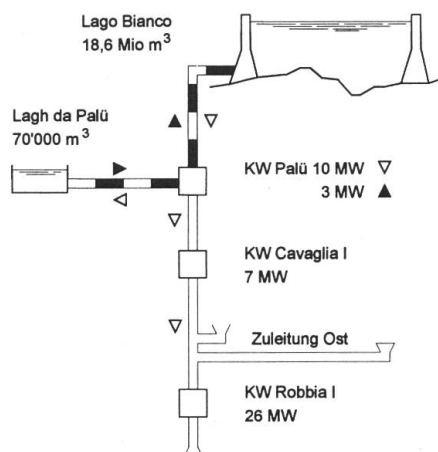 Lago Bianco
18,6 Mio m³
Lagh da Palü
70'000 m³
KW Palü 10 MW ▽
3 MW ▲
KW Cavaglia I
7 MW
Zuleitung Ost
KW Robbia I
26 MW